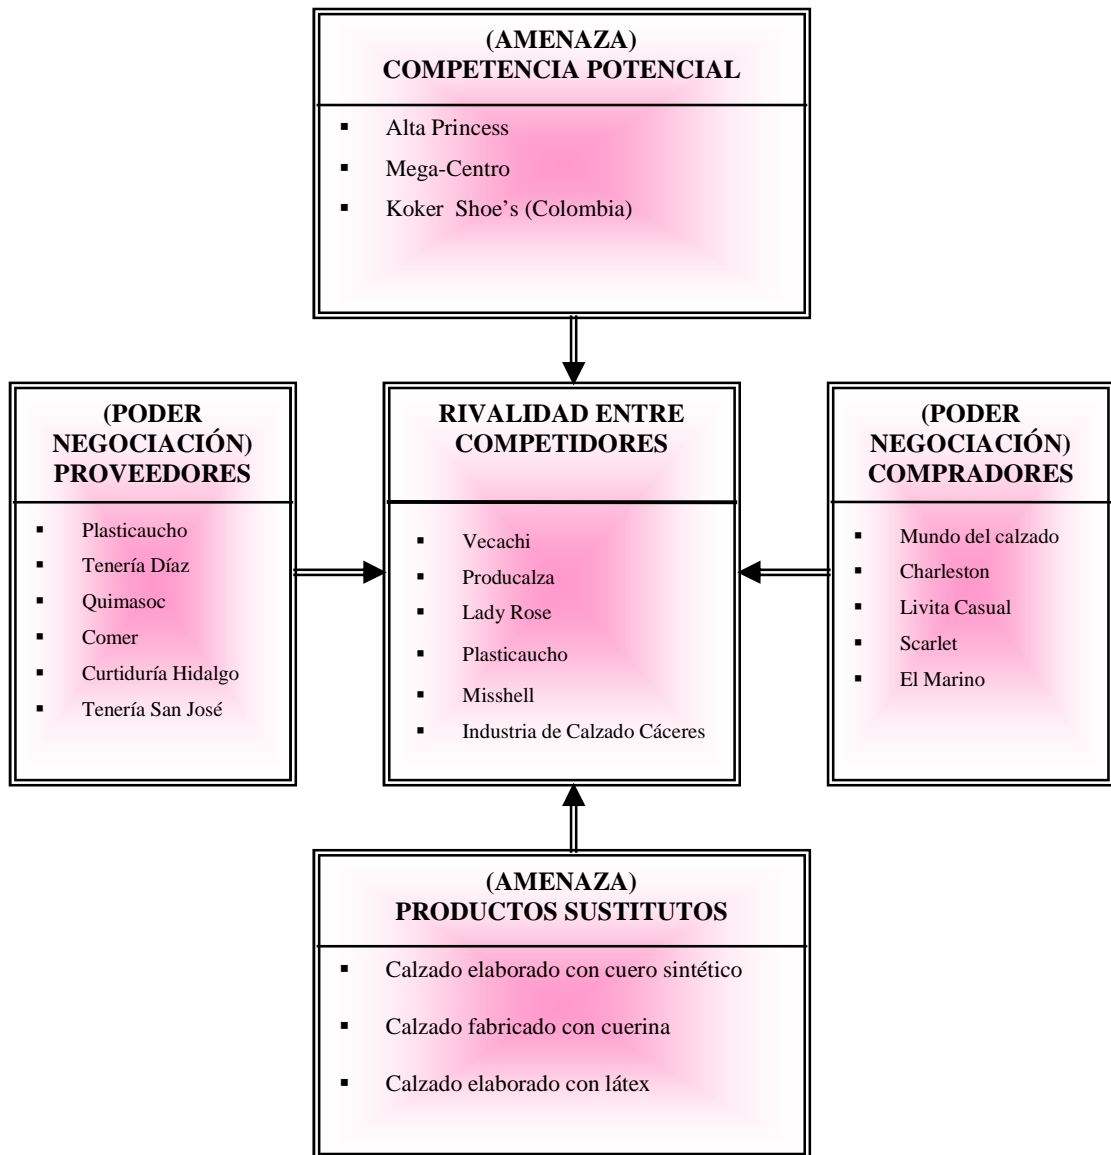 (AMENAZA)
COMPETENCIA POTENCIAL
▪ Alta Princess
▪ Mega-Centro
▪ Koker Shoe’s (Colombia)
(PODER
NEGOCIACIÓN)
PROVEEDORES
▪ Plasticaucho
▪ Tenería Díaz
▪ Quimasoc
▪ Comer
▪ Curtiduría Hidalgo
▪ Tenería San José
RIVALIDAD ENTRE
COMPETIDORES
▪ Vecachi
▪ Producalza
▪ Lady Rose
▪ Plasticaucho
▪ Misshell
▪ Industria de Calzado Cáceres
(PODER
NEGOCIACIÓN)
COMPRADORES
▪ Mundo del calzado
▪ Charleston
▪ Livita Casual
▪ Scarlet
▪ El Marino
(AMENAZA)
PRODUCTOS SUSTITUTOS
▪ Calzado elaborado con cuero sintético
▪ Calzado fabricado con cuerina
▪ Calzado elaborado con látex